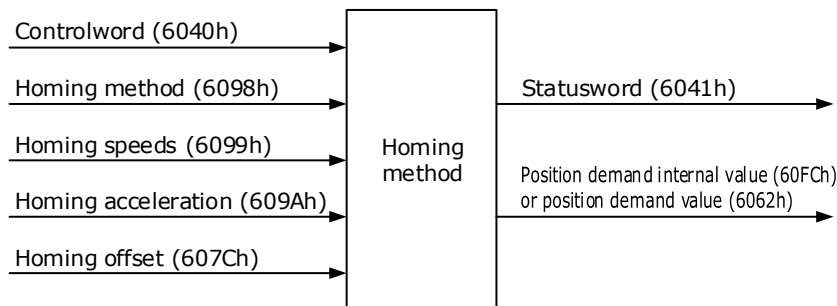 Controlword (6040h)
Homing method (6098h)
Homing speeds (6099h)
Homing acceleration (609Ah)
Homing offset (607Ch)
Homing
method
Statusword (6041h)
Position demand internal value (60FCh)
or position demand value (6062h)